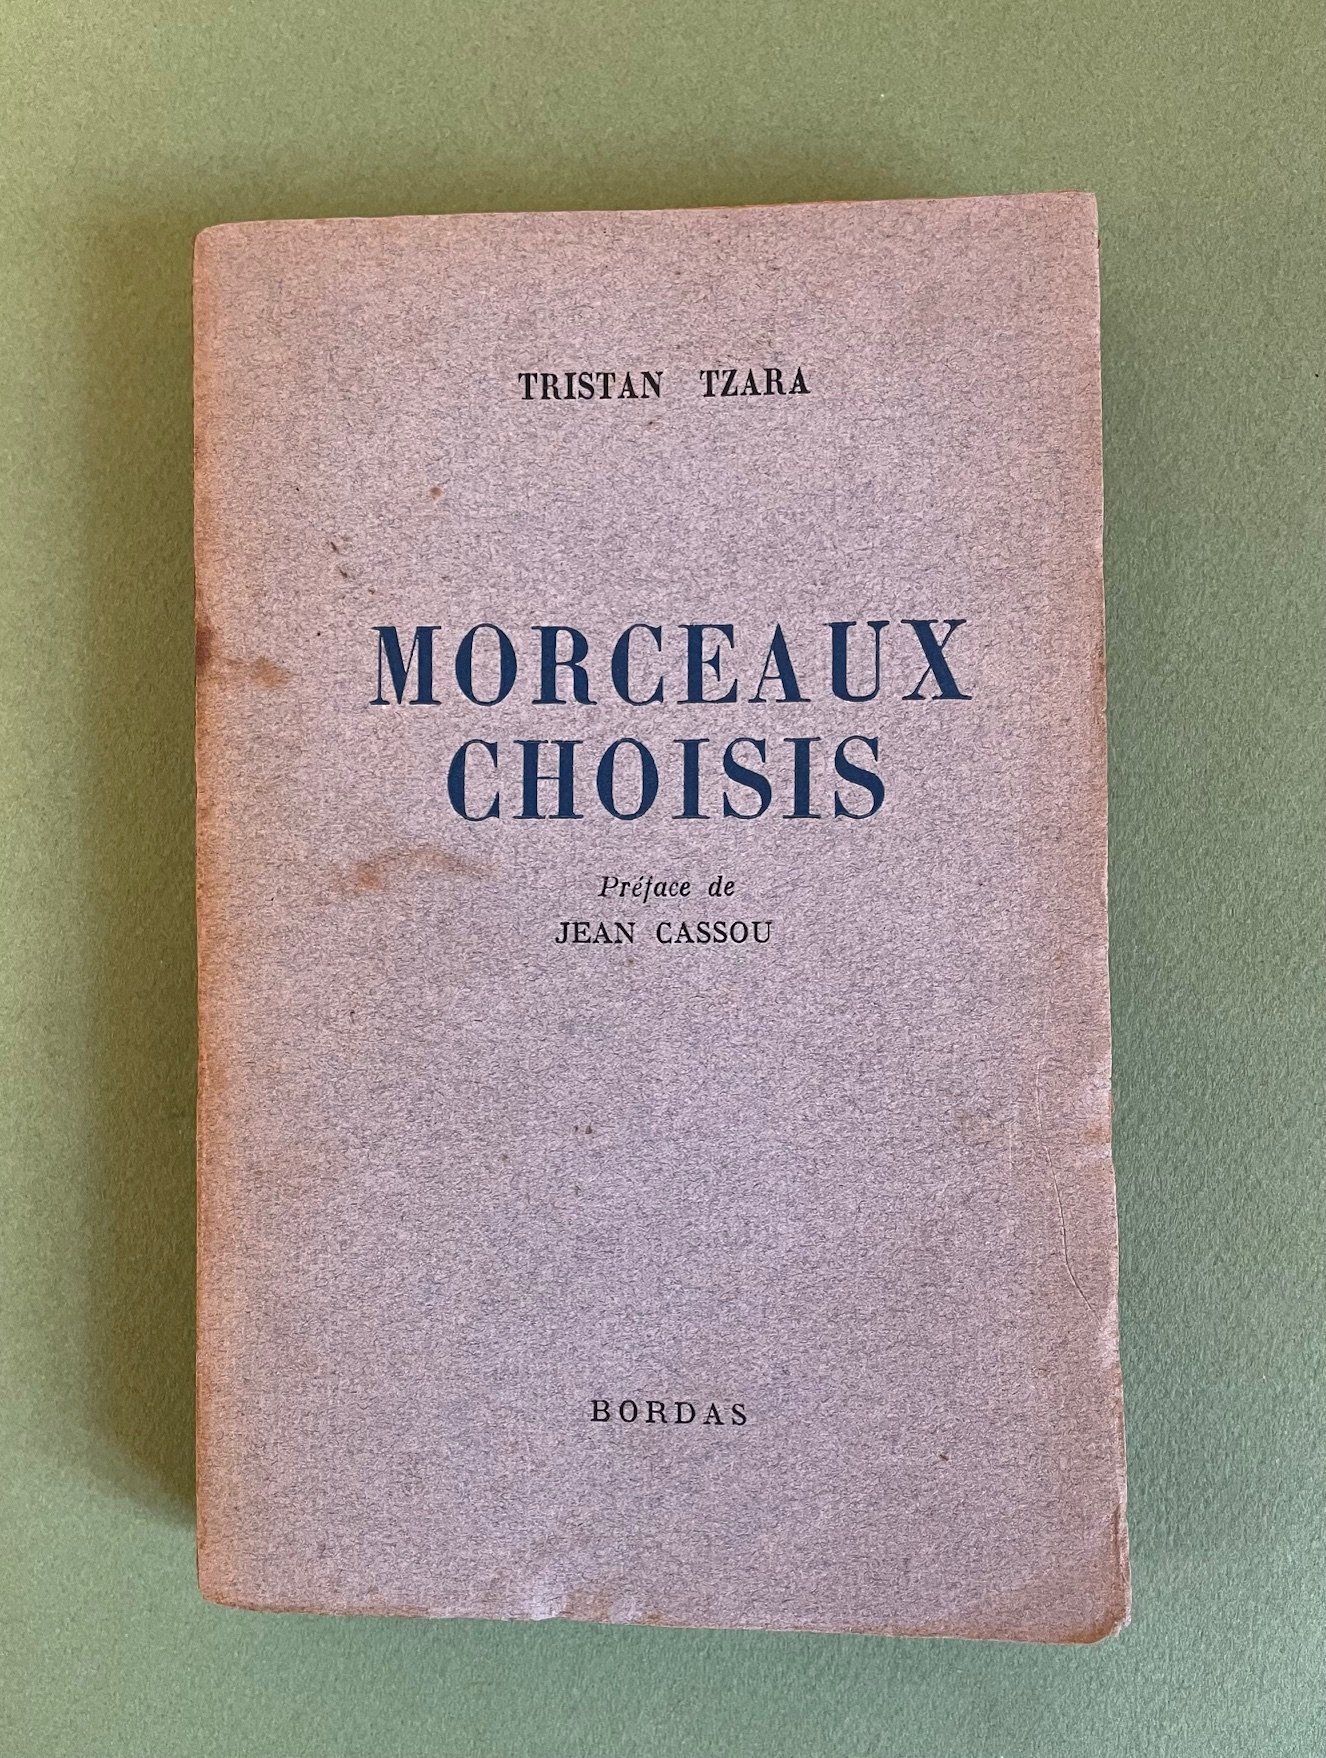 TRISTAN TZARA
MORCEAUX
CHOISIS
Préface de
JEAN CASSOU
BORDAS